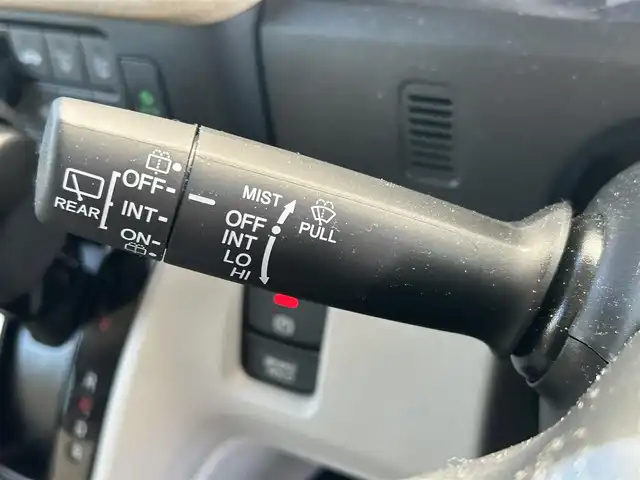 REAR
OFF
INT
ON
MIST
OFF
INT
LO
HI
PULL